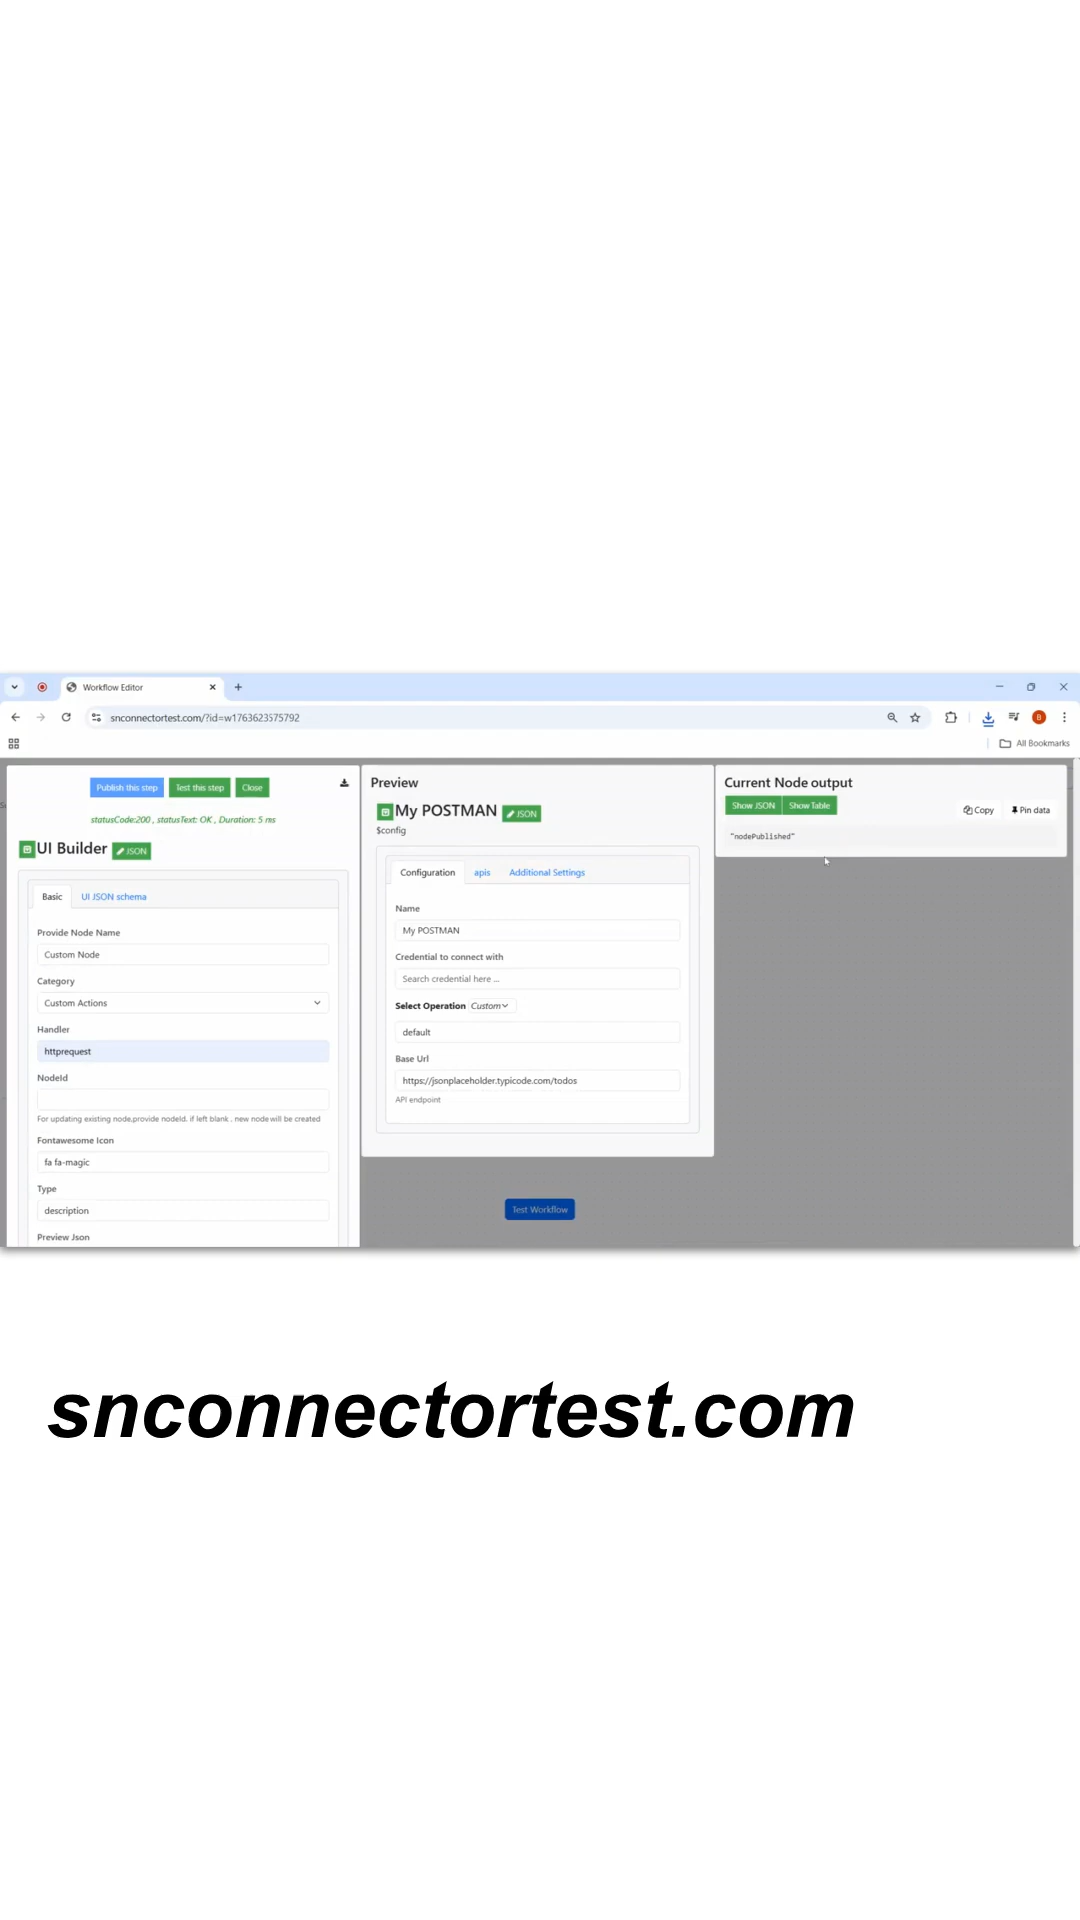 Workflow Editor
snconnectortest.com/?id=w1763623575792
All Bookmarks
Publish this step
Test this step
Close
statusCode:200 , statusText: OK , Duration: 5 ms
UI Builder
JSON
Basic
UI JSON schema
Provide Node Name
Custom Node
Category
Custom Actions
Handler
httprequest
NodeId
For updating existing node,provide nodeId. if left blank , new node will be created
Fontawesome Icon
fa fa-magic
Type
description
Preview Json
Preview
My POSTMAN
JSON
$config
Configuration
apis
Additional Settings
Name
My POSTMAN
Credential to connect with
Search credential here ...
Select Operation
Custom
default
Base Url
https://jsonplaceholder.typicode.com/todos
API endpoint
Test Workflow
Current Node output
Show JSON
Show Table
Copy
Pin data
"nodePublished"
snconnectortest.com